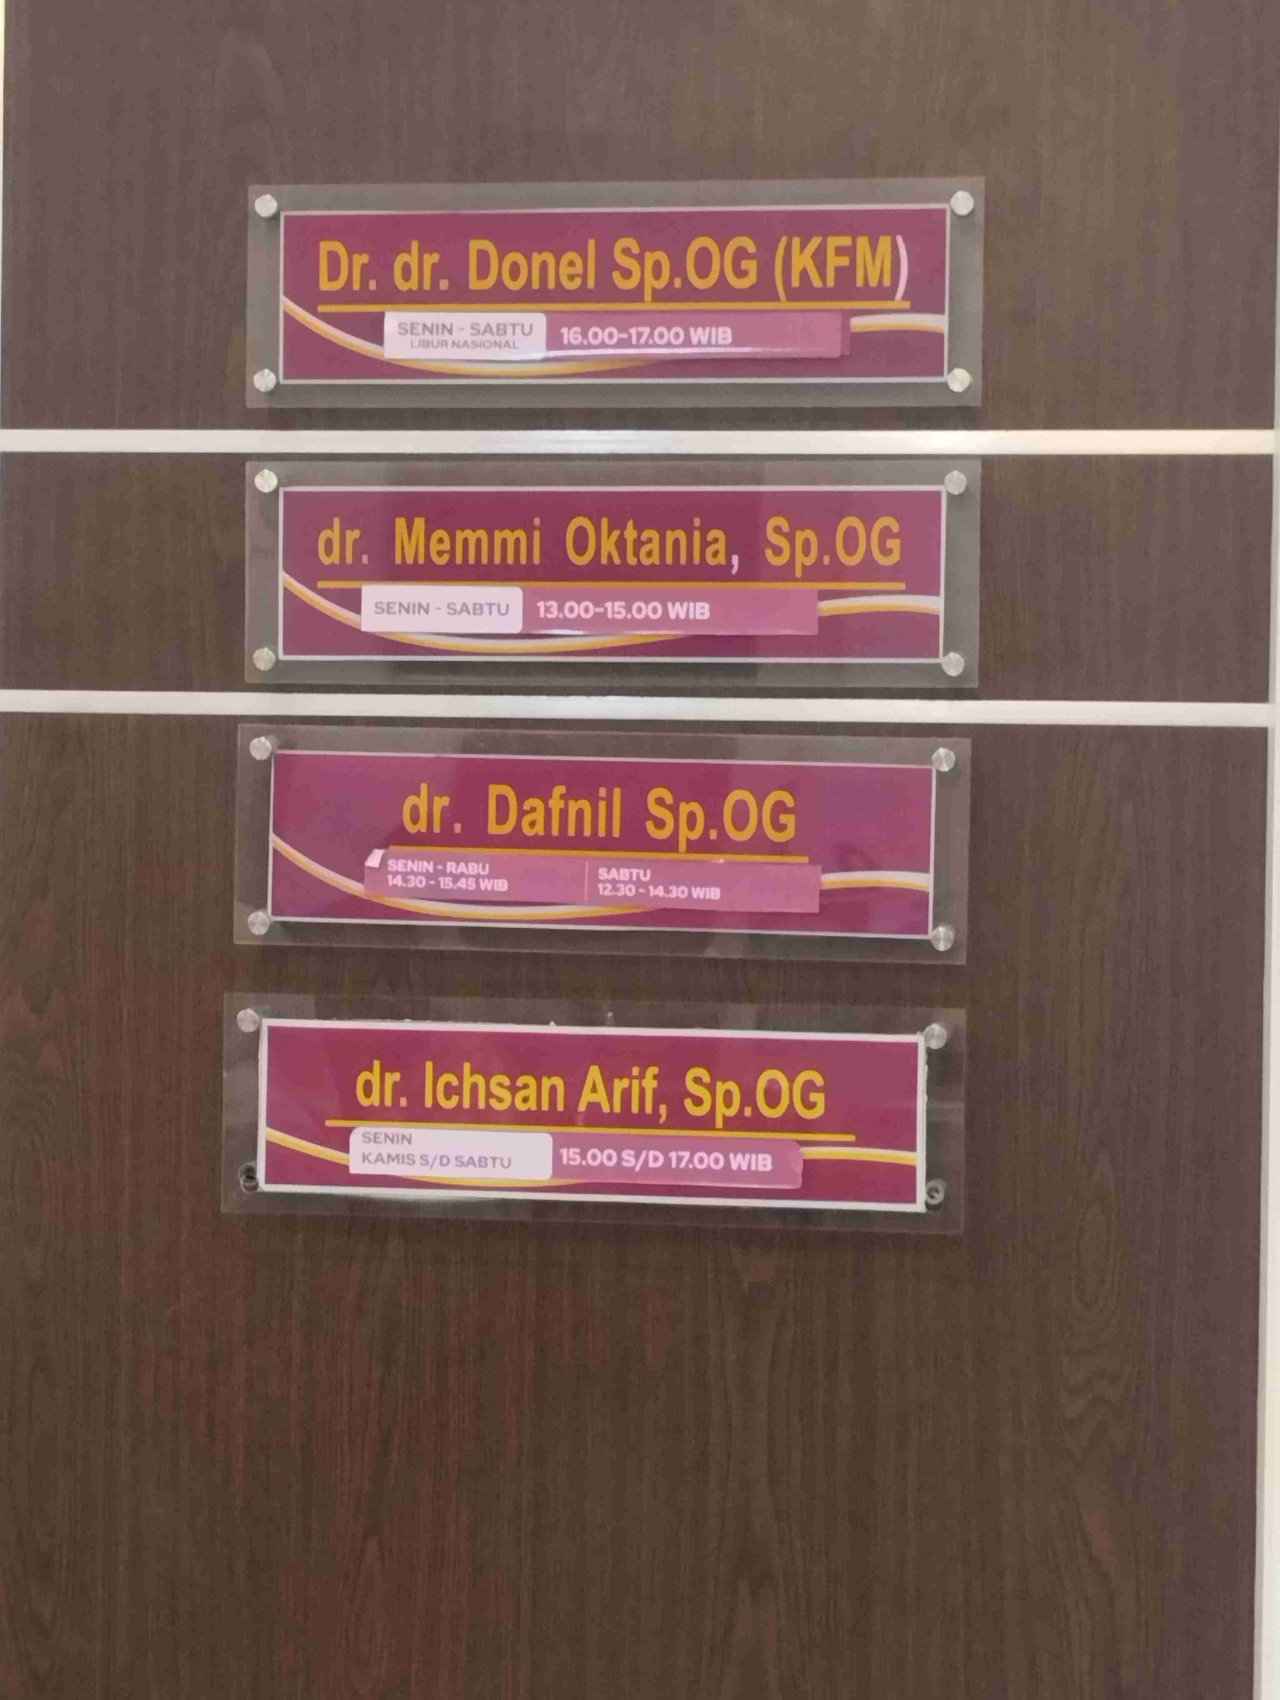 Dr. dr. Donel Sp.OG (KFM)
SENIN - SABTU
LIBUR NASIONAL
16.00-17.00 WIB
dr. Memmi Oktania, Sp.OG
SENIN - SABTU
13.00-15.00 WIB
dr. Dafnil Sp.OG
SENIN - RABU
14.30 - 15.45 WIB
SABTU
12.30 - 14.30 WIB
dr. Ichsan Arif, Sp.OG
SENIN
KAMIS S/D SABTU
15.00 S/D 17.00 WIB